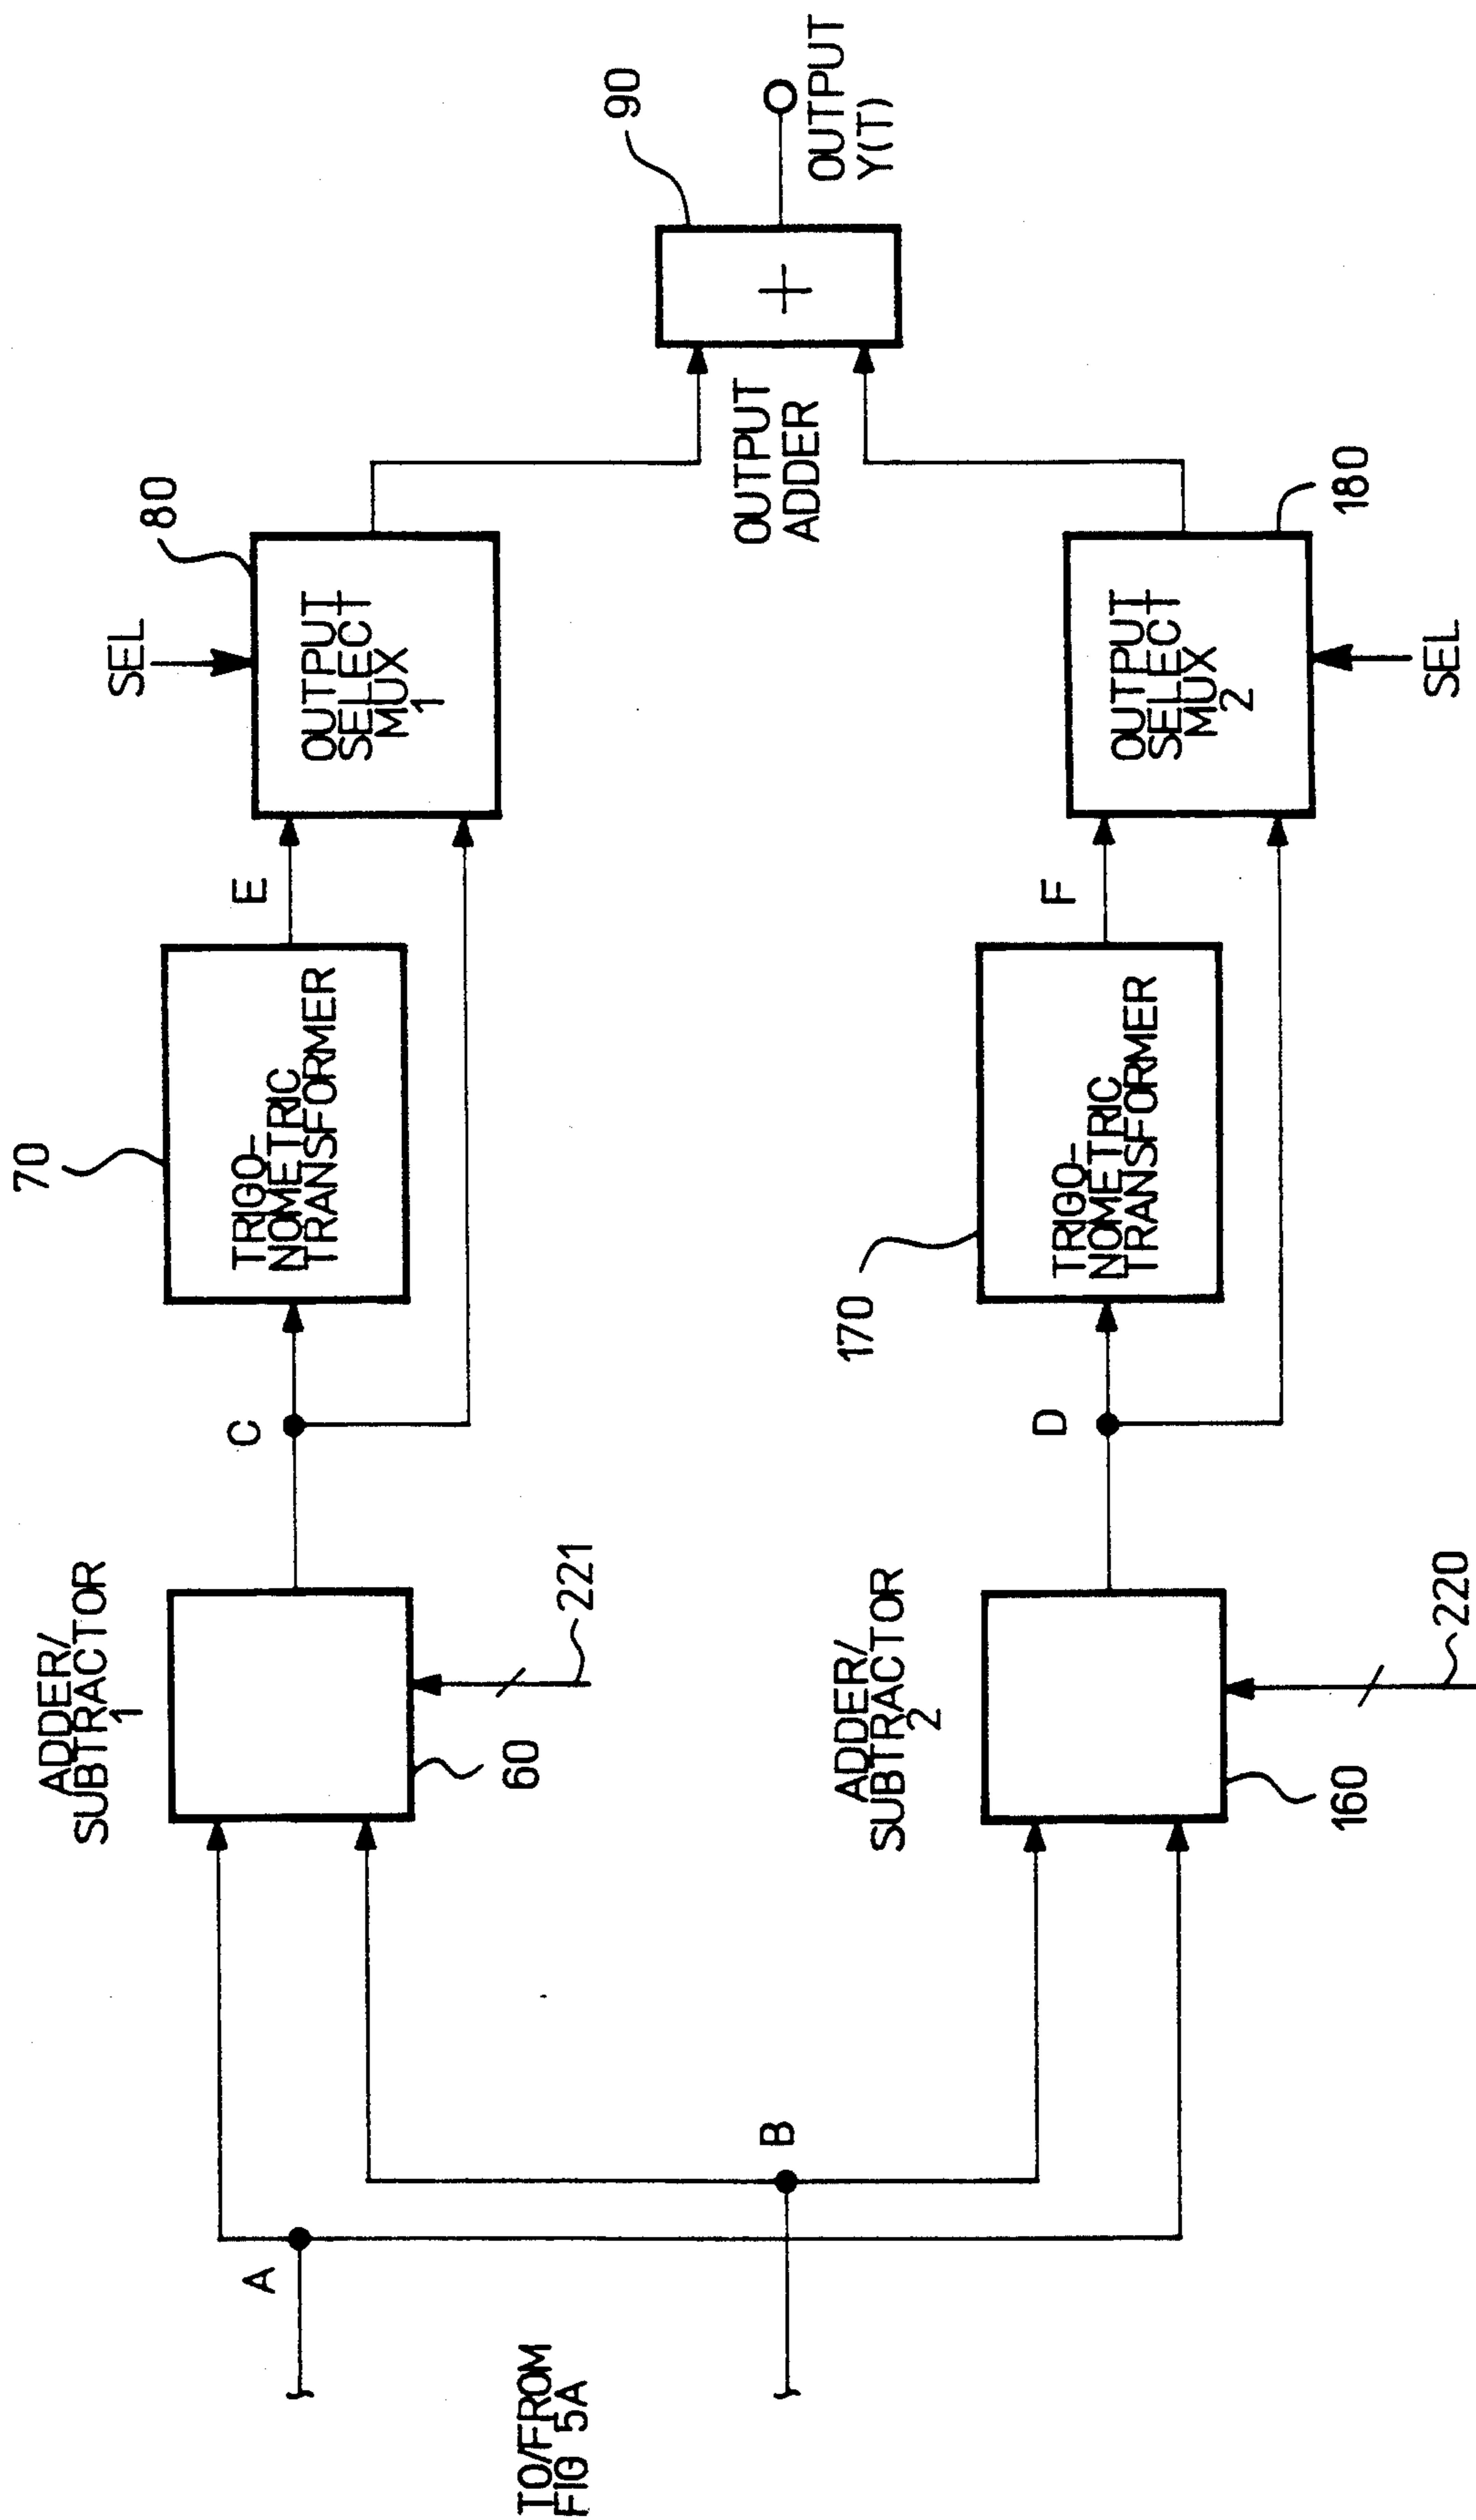 TO/FROM
FIG 5A
A
B
ADDER/
SUBTRACTOR
1
60
221
C
70
TRIGO-
NOMETRIC
TRANSFORMER
E
SEL
80
OUTPUT
SELECT
MUX
1
ADDER/
SUBTRACTOR
2
160
220
D
170
TRIGO-
NOMETRIC
TRANSFORMER
F
OUTPUT
SELECT
MUX
2
180
SEL
OUTPUT
ADDER
+
90
OUTPUT
Y(T)